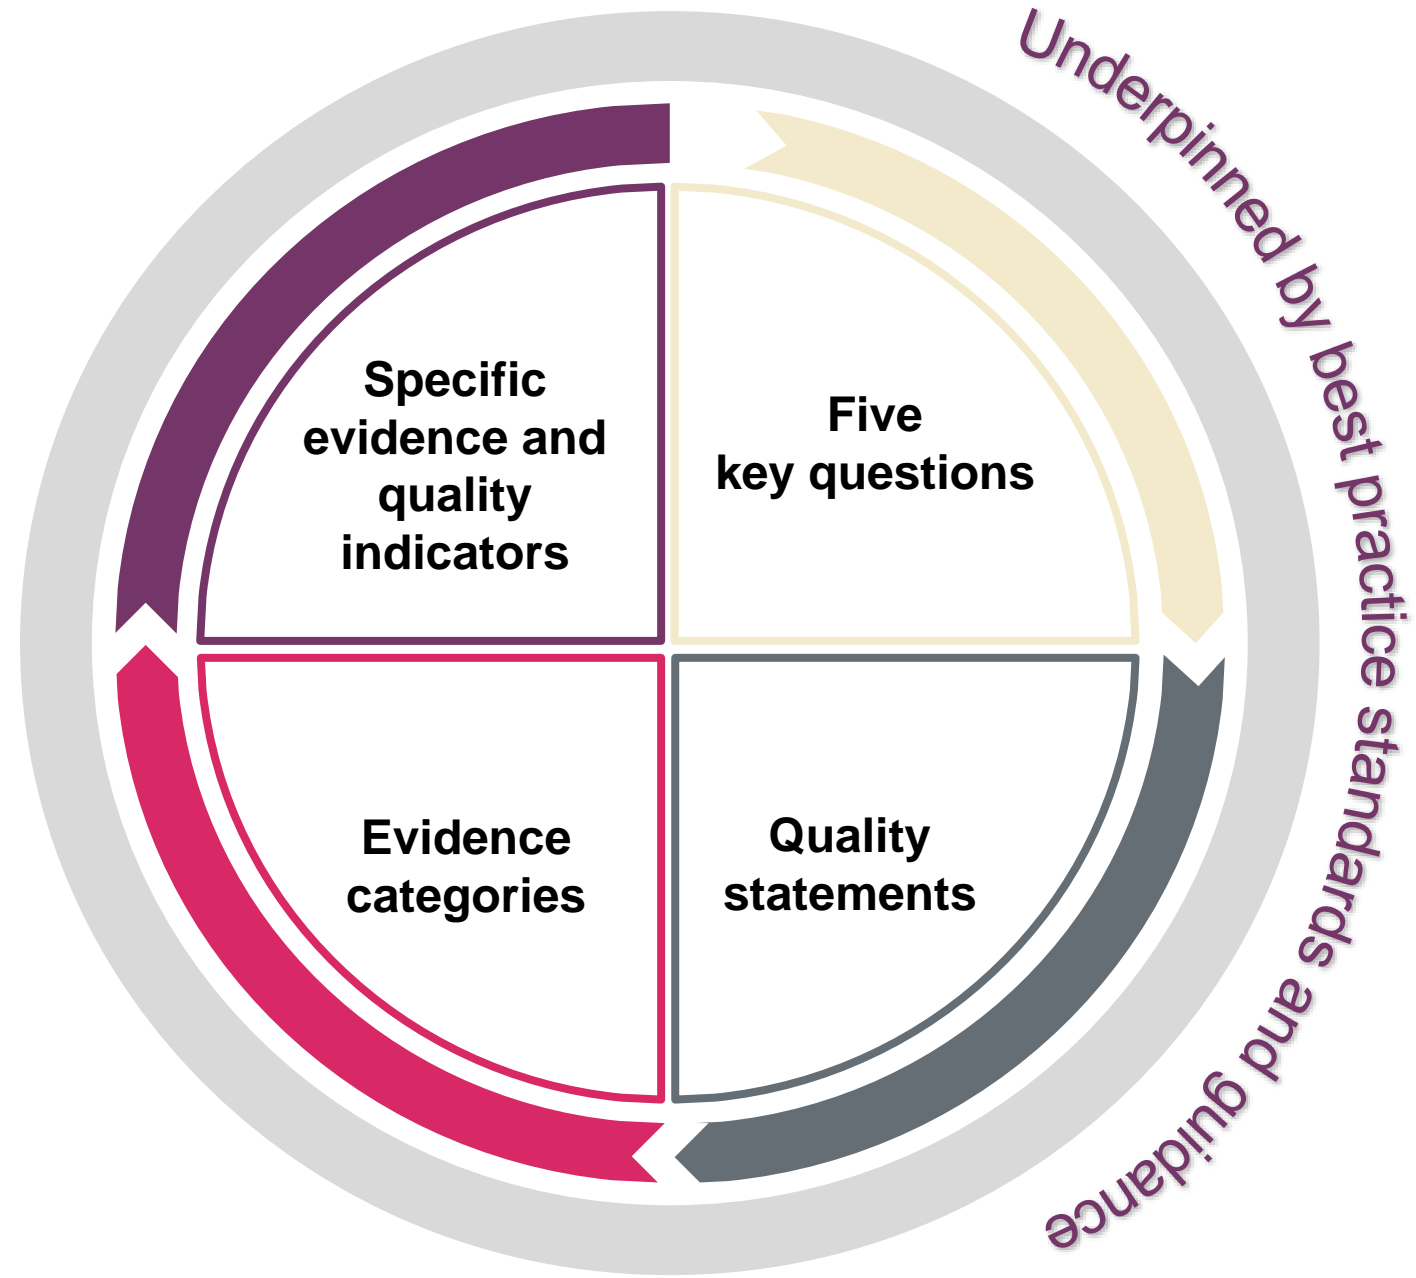 Underpinned by best practice standards and guidance
Specific
evidence and
quality
indicators
Five
key questions
Evidence
categories
Quality
statements